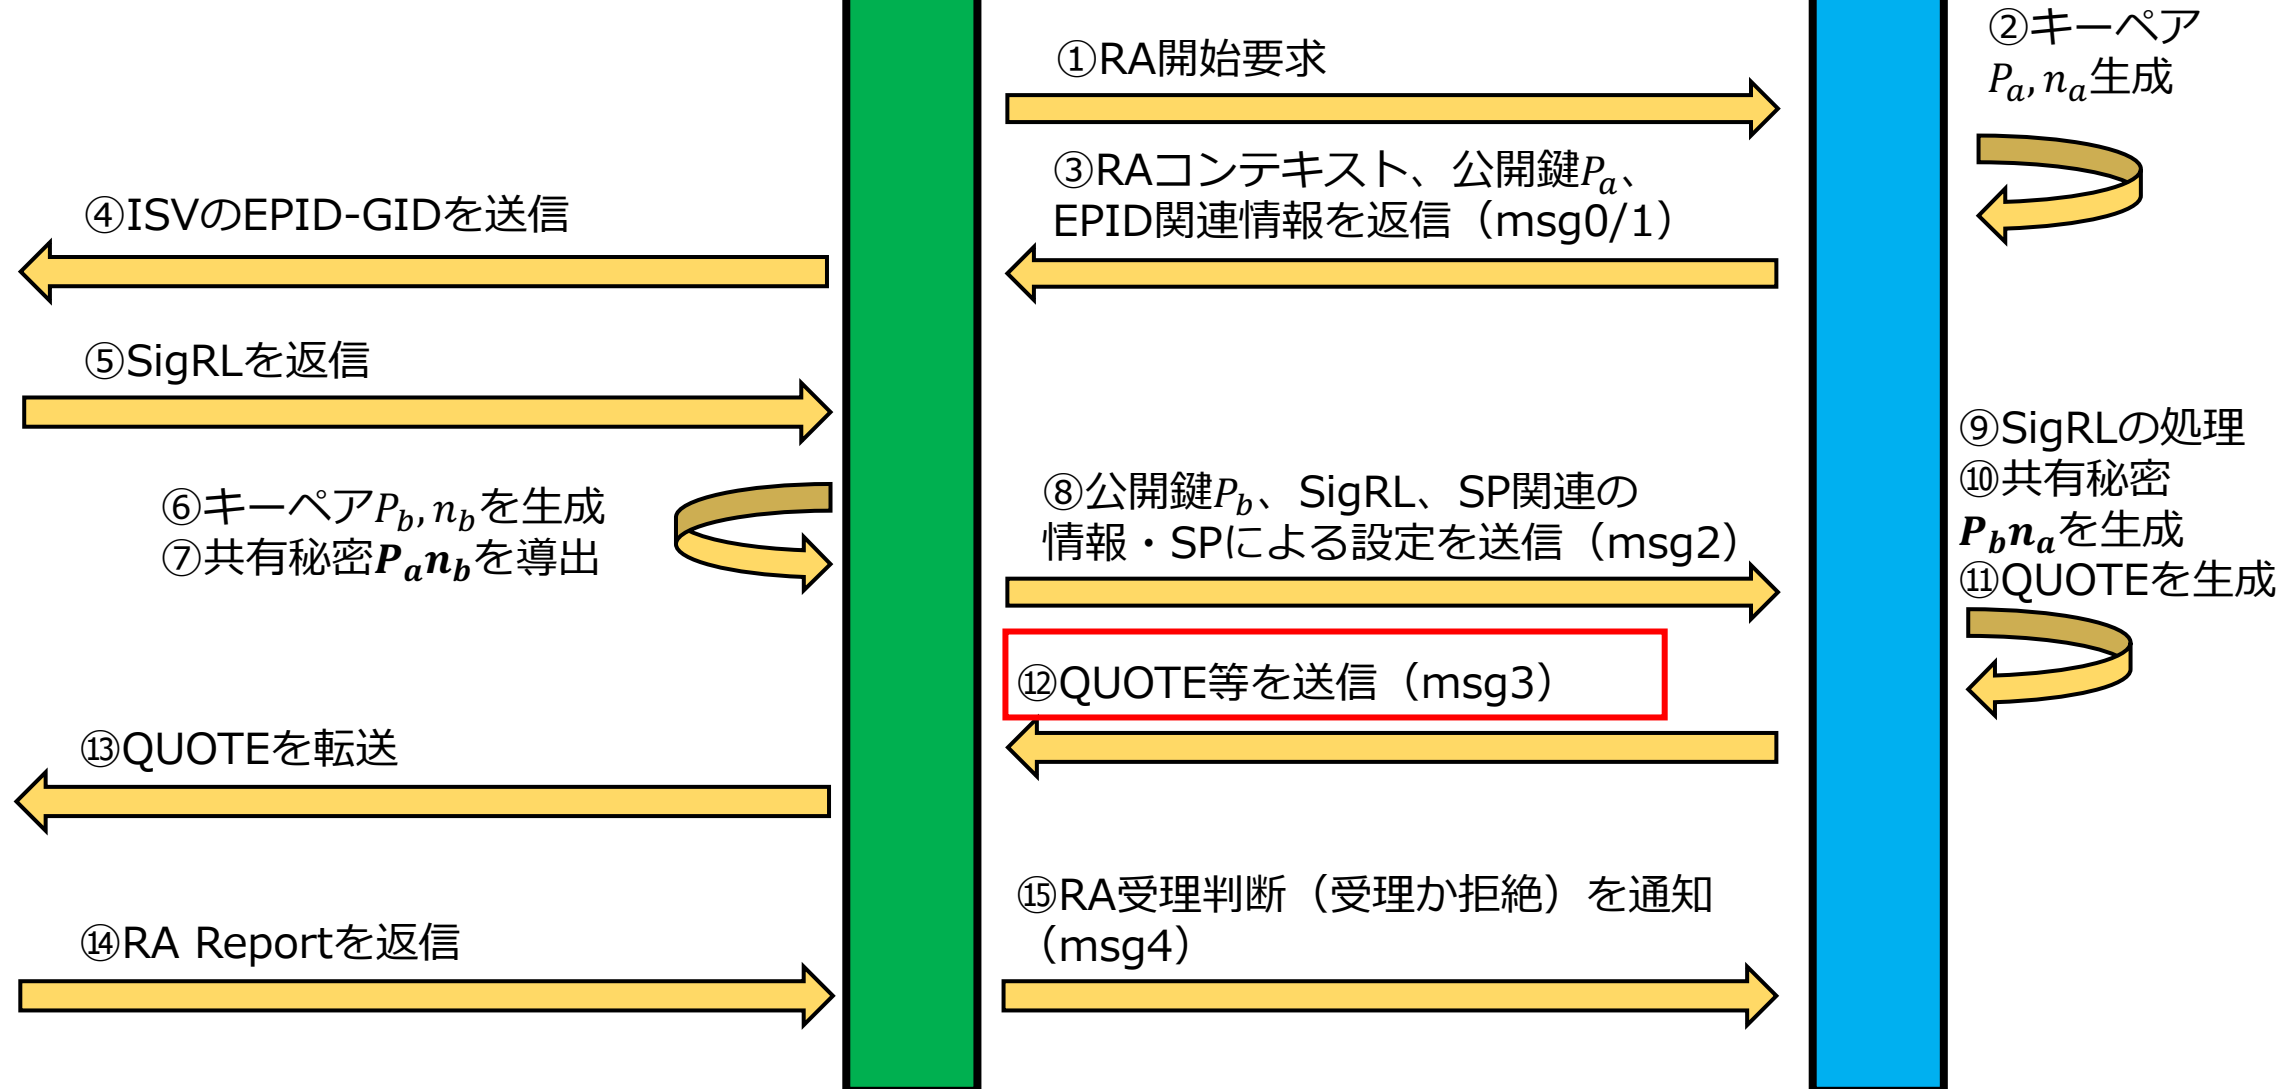 ①RA開始要求
②キーペア
P_a, n_a生成
③RAコンテキスト、公開鍵P_a、
EPID関連情報を返信（msg0/1）
④ISVのEPID-GIDを送信
⑤SigRLを返信
⑥キーペアP_b, n_bを生成
⑦共有秘密P_a n_bを導出
⑧公開鍵P_b、SigRL、SP関連の
情報・SPによる設定を送信（msg2）
⑨SigRLの処理
⑩共有秘密
P_b n_aを生成
⑪QUOTEを生成
⑫QUOTE等を送信（msg3）
⑬QUOTEを転送
⑭RA Reportを返信
⑮RA受理判断（受理か拒絶）を通知
（msg4）